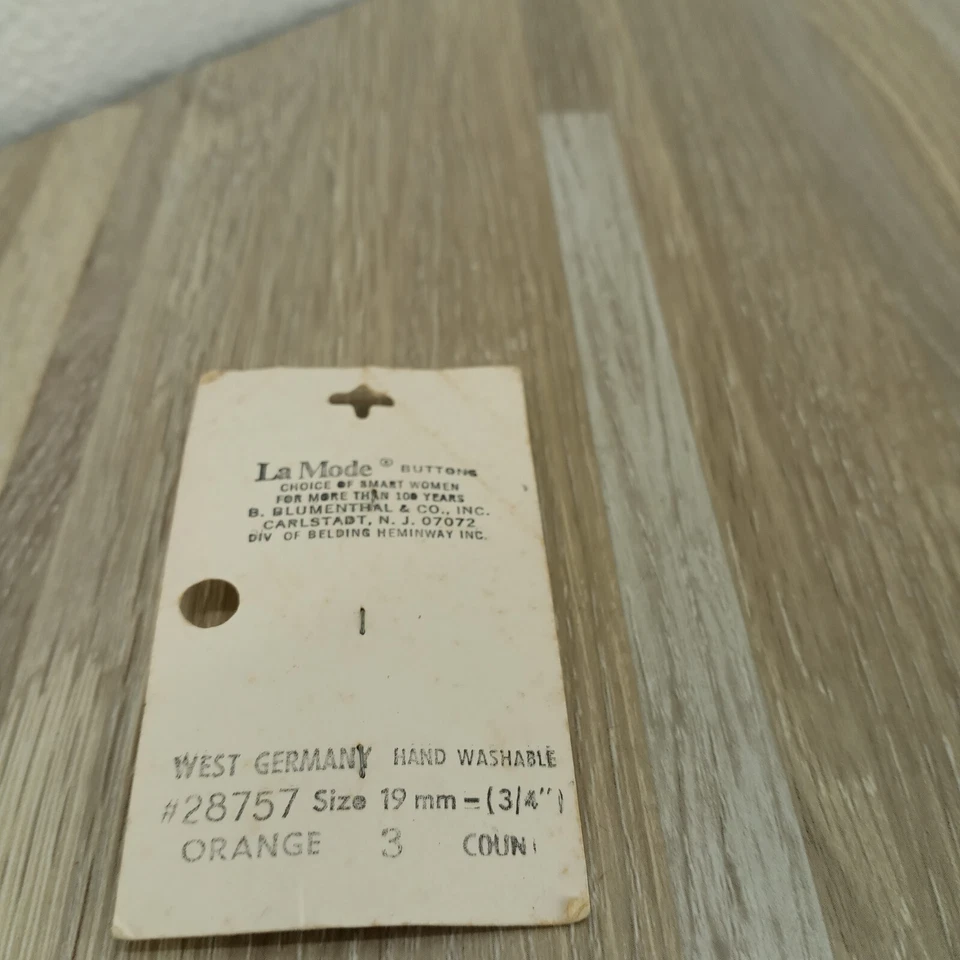 La Mode ® BUTTONS
CHOICE OF SMART WOMEN
FOR MORE THAN 100 YEARS
B. BLUMENTHAL & CO., INC.
CARLSTADT, N. J. 07072
DIV OF BELDING HEMINWAY INC.
WEST GERMANY HAND WASHABLE
#28757 Size 19 mm = (3/4")
ORANGE 3 COUNT